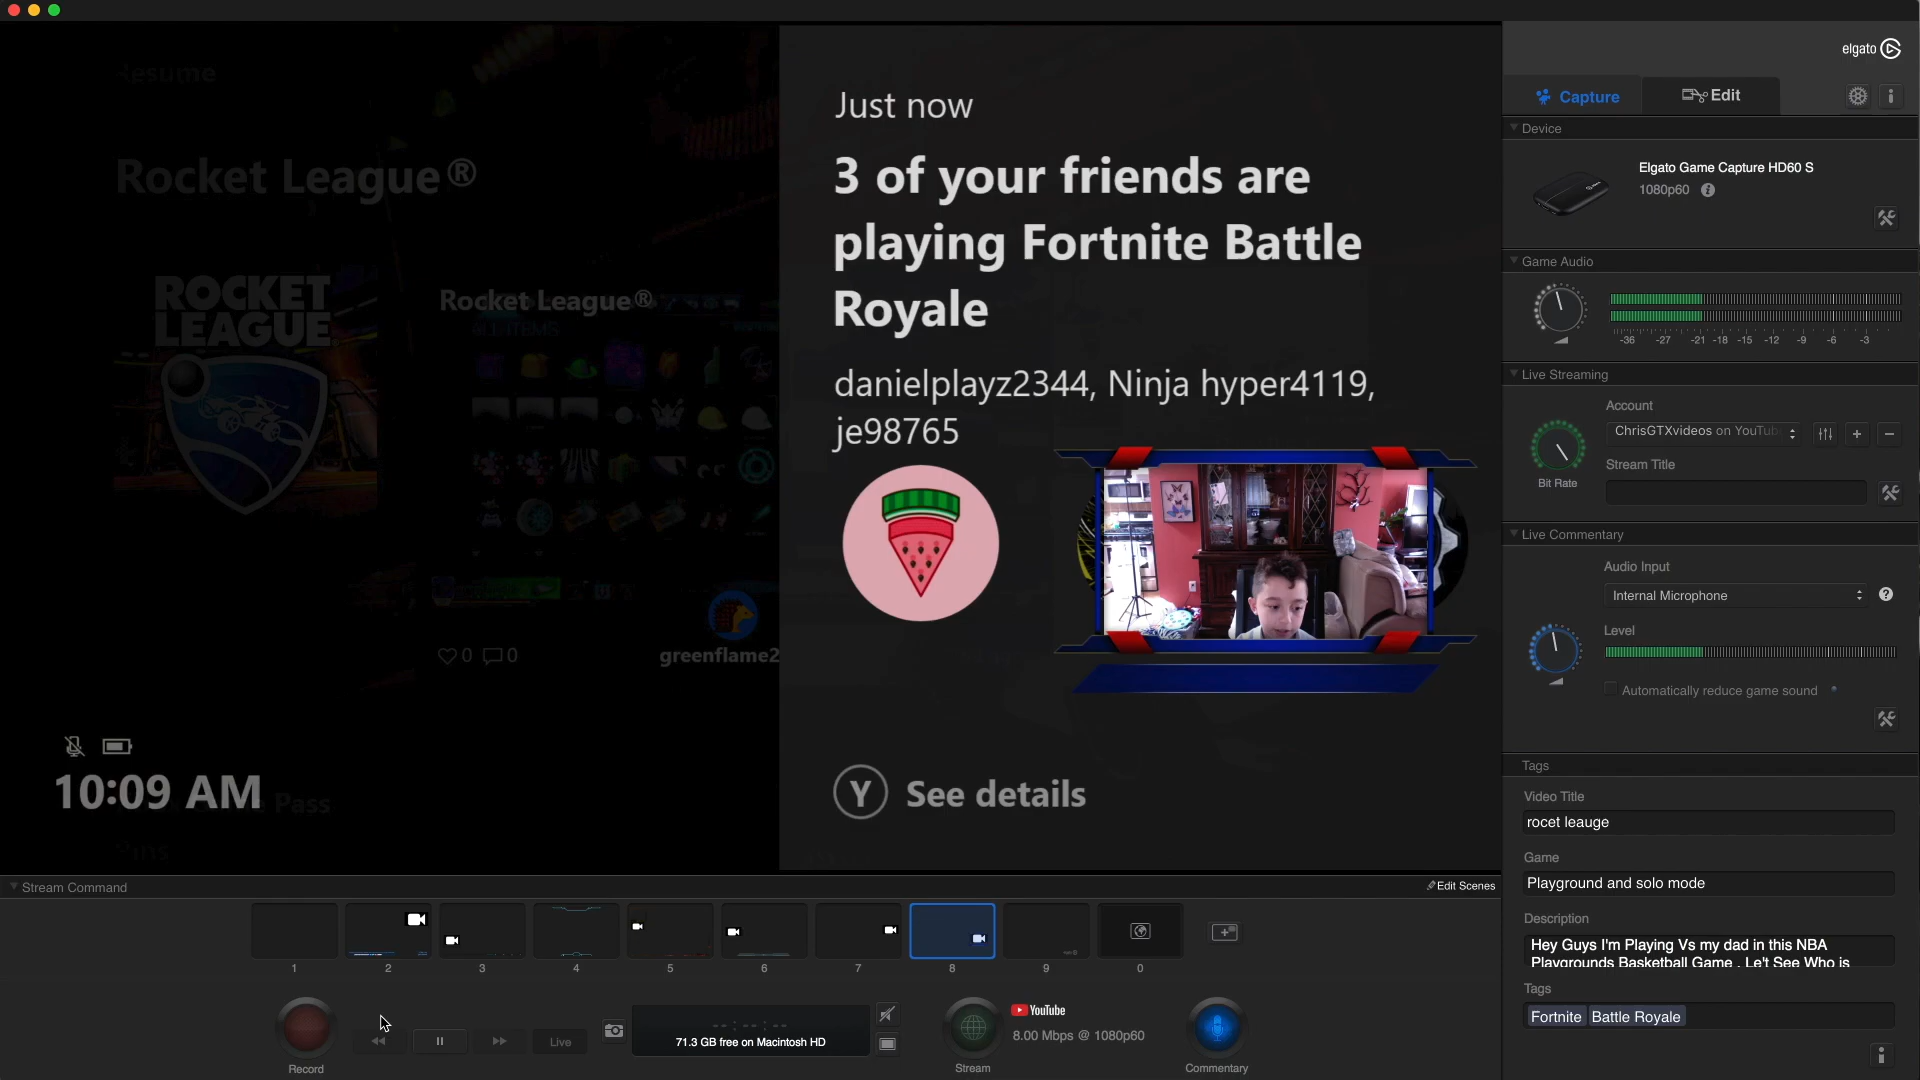 elgato
Capture
Edit
Device
Elgato Game Capture HD60 S
1080p60
Game Audio
-36 -27 -21 -18 -15 -12 -9 -6 -3
Live Streaming
Account
ChrisGTXvideos on YouTub
Bit Rate
Stream Title
Live Commentary
Audio Input
Internal Microphone
Level
Automatically reduce game sound
Tags
Video Title
rocet leauge
Game
Playground and solo mode
Description
Hey Guys I'm Playing Vs my dad in this NBA
Playgrounds Basketball Game . Le't See Who is
Tags
Fortnite Battle Royale
Rocket League®
ROCKET
LEAGUE
Rocket League®
0 0
greenflame2
10:09 AM
Pass
Just now
3 of your friends are
playing Fortnite Battle
Royale
danielplayz2344, Ninja hyper4119,
je98765
Y See details
Stream Command
Edit Scenes
1 2 3 4 5 6 7 8 9 0
Record
Live
--:--:--
71.3 GB free on Macintosh HD
Stream
YouTube
8.00 Mbps @ 1080p60
Commentary